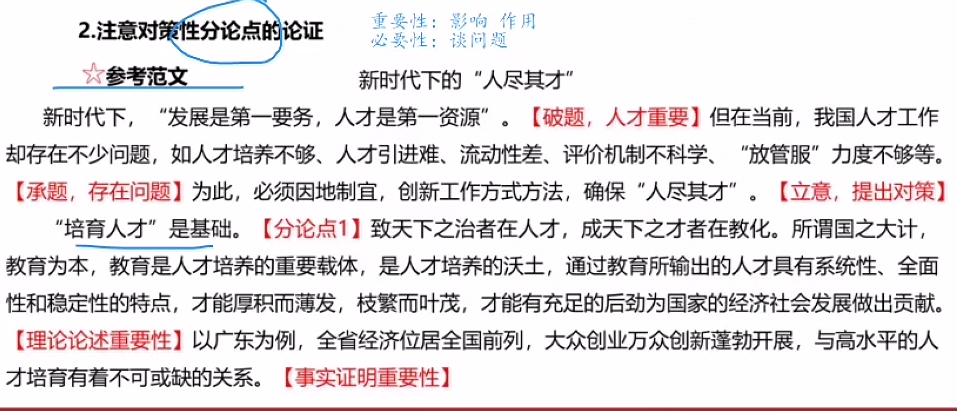 2.注意对策性分论点的论证
重要性：影响 作用
必要性：谈问题
☆参考范文
新时代下的“人尽其才”
新时代下，“发展是第一要务，人才是第一资源”。【破题，人才重要】但在当前，我国人才工作
却存在不少问题，如人才培养不够、人才引进难、流动性差、评价机制不科学、“放管服”力度不够等。
【承题，存在问题】为此，必须因地制宜，创新工作方式方法，确保“人尽其才”。【立意，提出对策】
“培育人才”是基础。【分论点1】致天下之治者在人才，成天下之才者在教化。所谓国之大计，
教育为本，教育是人才培养的重要载体，是人才培养的沃土，通过教育所输出的人才具有系统性、全面
性和稳定性的特点，才能厚积而薄发，枝繁而叶茂，才能有充足的后劲为国家的经济社会发展做出贡献。
【理论论述重要性】以广东为例，全省经济位居全国前列，大众创业万众创新蓬勃开展，与高水平的人
才培育有着不可或缺的关系。【事实证明重要性】